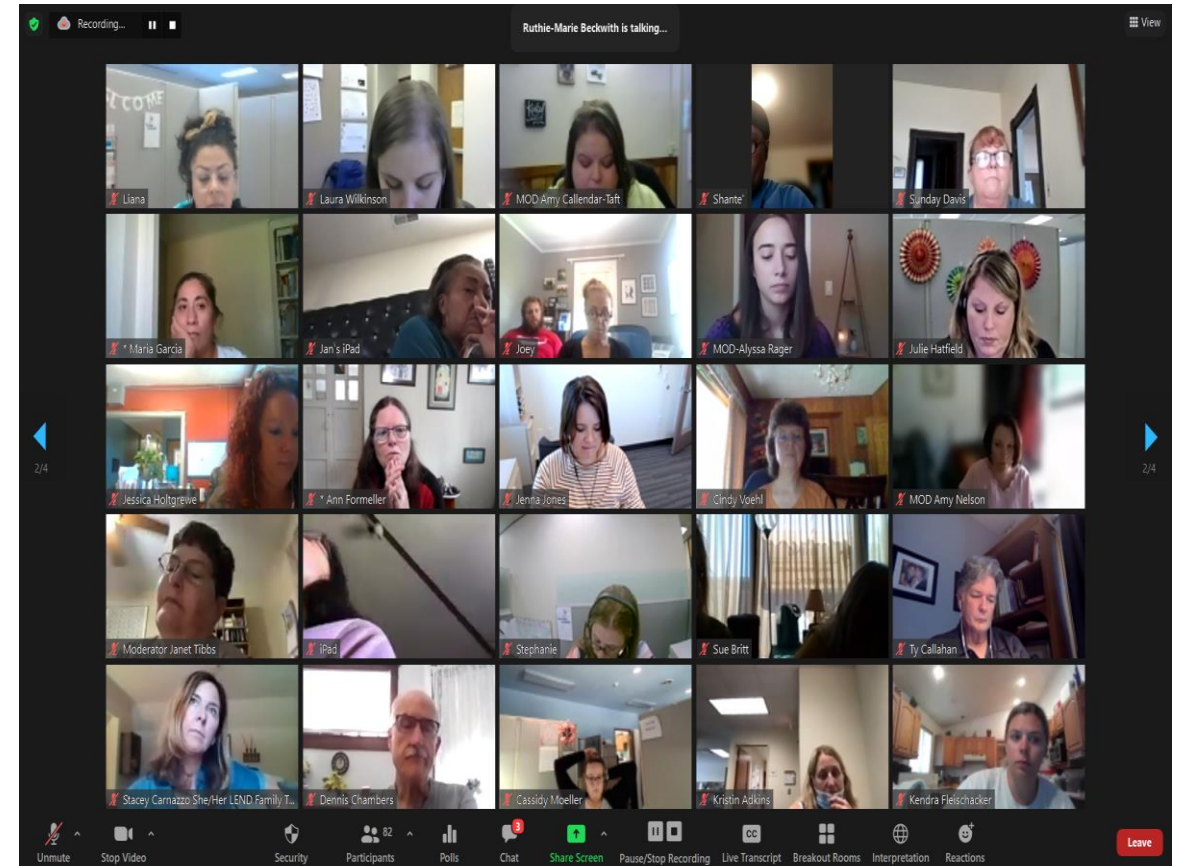 Recording...
Ruthie-Marie Beckwith is talking...
View
LCOME
Liana
Laura Wilkinson
MOD Amy Callendar-Taft
Shante'
Sunday Davis
* Maria Garcia
Jan's iPad
Joey
MOD-Alyssa Rager
Julie Hatfield
2/4
2/4
Jessica Holtgrewe
* Ann Formeller
Jenna Jones
Cindy Voehl
MOD Amy Nelson
Moderator Janet Tibbs
iPad
Stephanie
Sue Britt
Ty Callahan
Stacey Carnazzo She/Her LEND Family T...
Dennis Chambers
Cassidy Moeller
Kristin Adkins
Kendra Fleischacker
82
3
CC
Unmute
Stop Video
Security
Participants
Polls
Chat
Share Screen
Pause/Stop Recording
Live Transcript
Breakout Rooms
Interpretation
Reactions
Leave